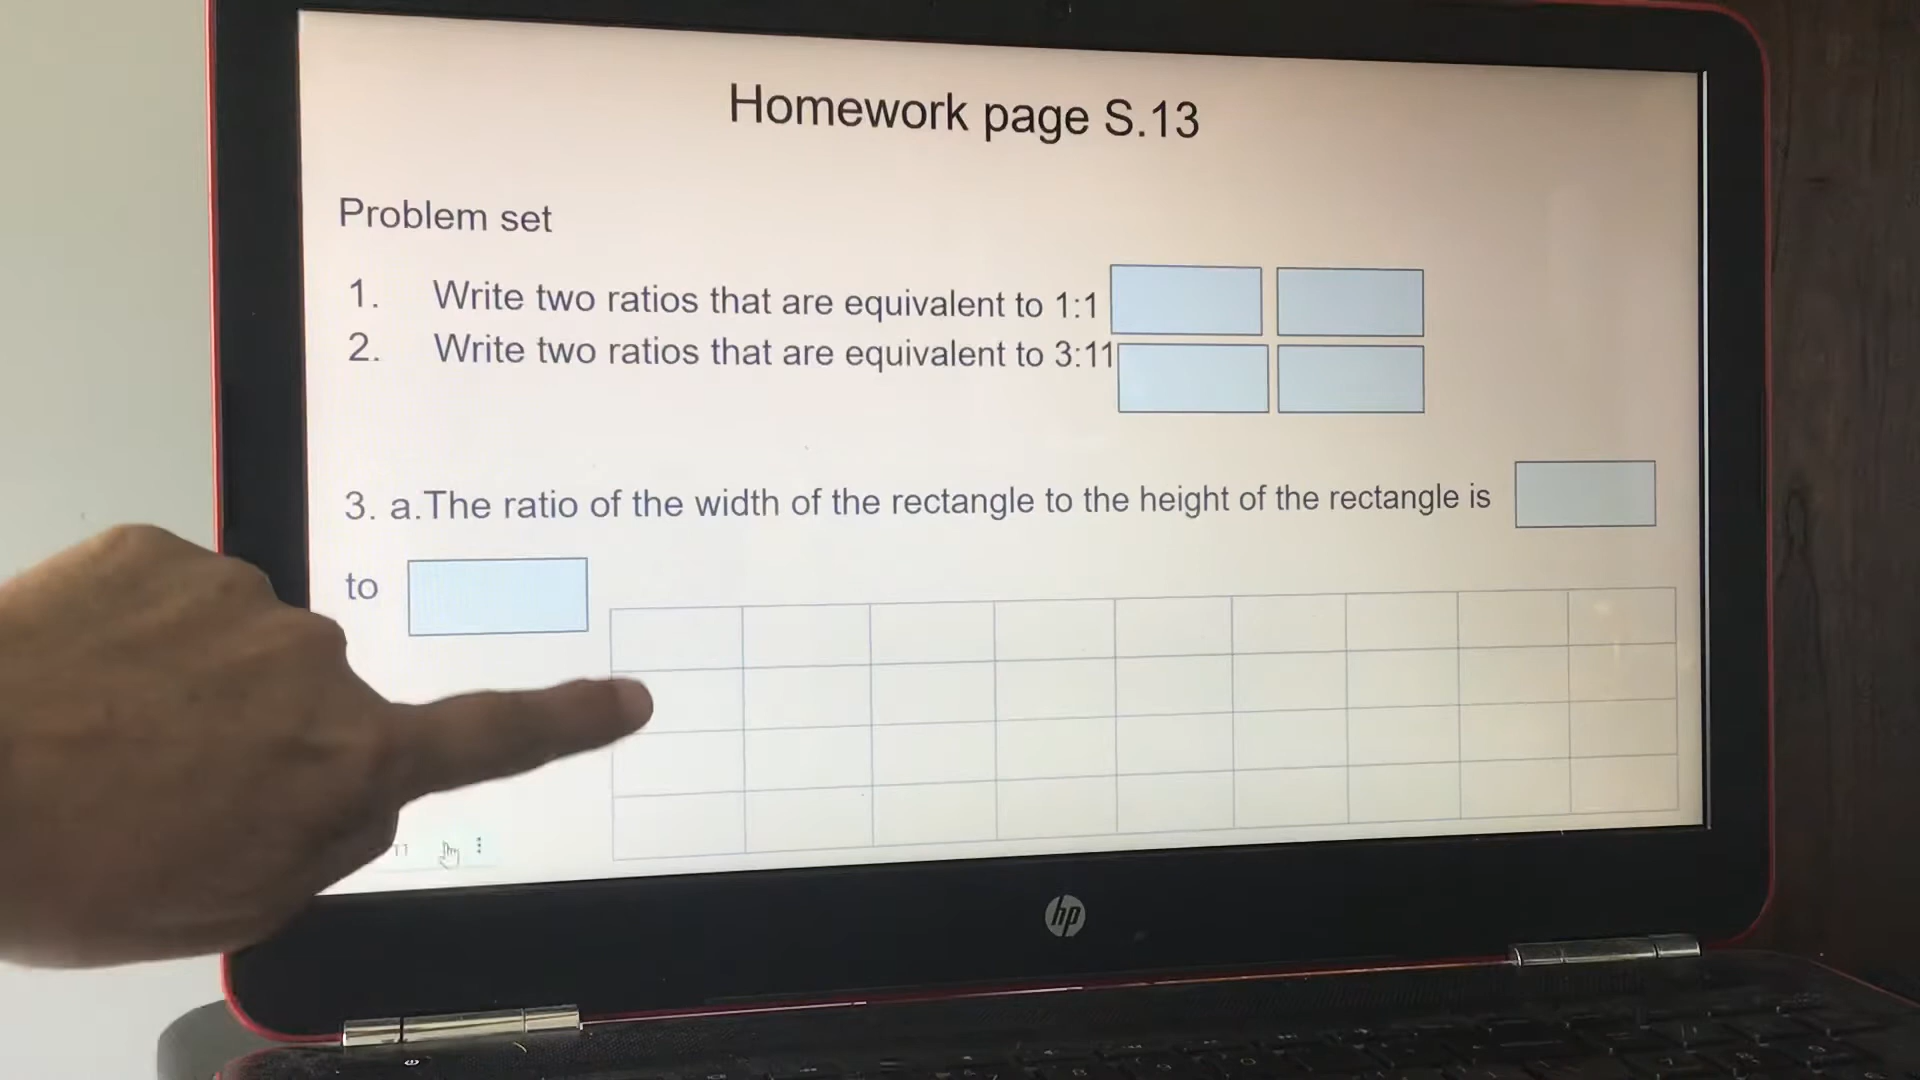 Homework page S.13
Problem set
1. Write two ratios that are equivalent to 1:1
2. Write two ratios that are equivalent to 3:11
3. a.The ratio of the width of the rectangle to the height of the rectangle is
to
11
hp